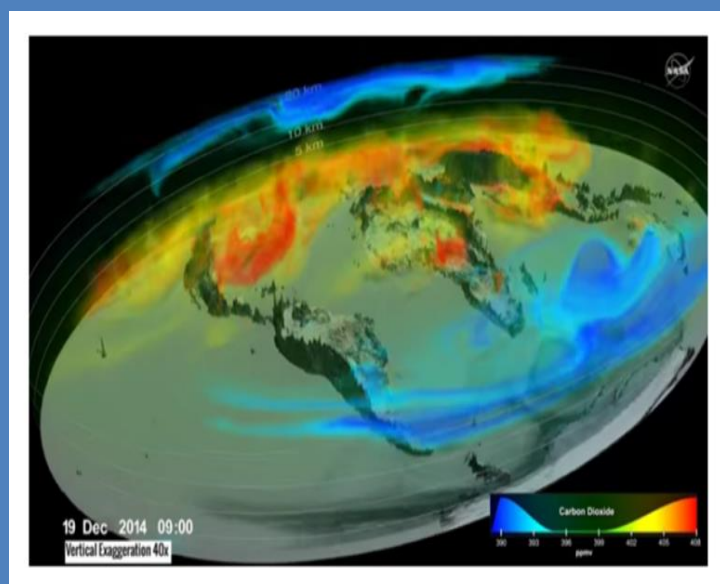 NASA
10 km
5 km
19 Dec 2014 09:00
Vertical Exaggeration 40x
Carbon Dioxide
390 393 396 399 402 405 408
ppmv